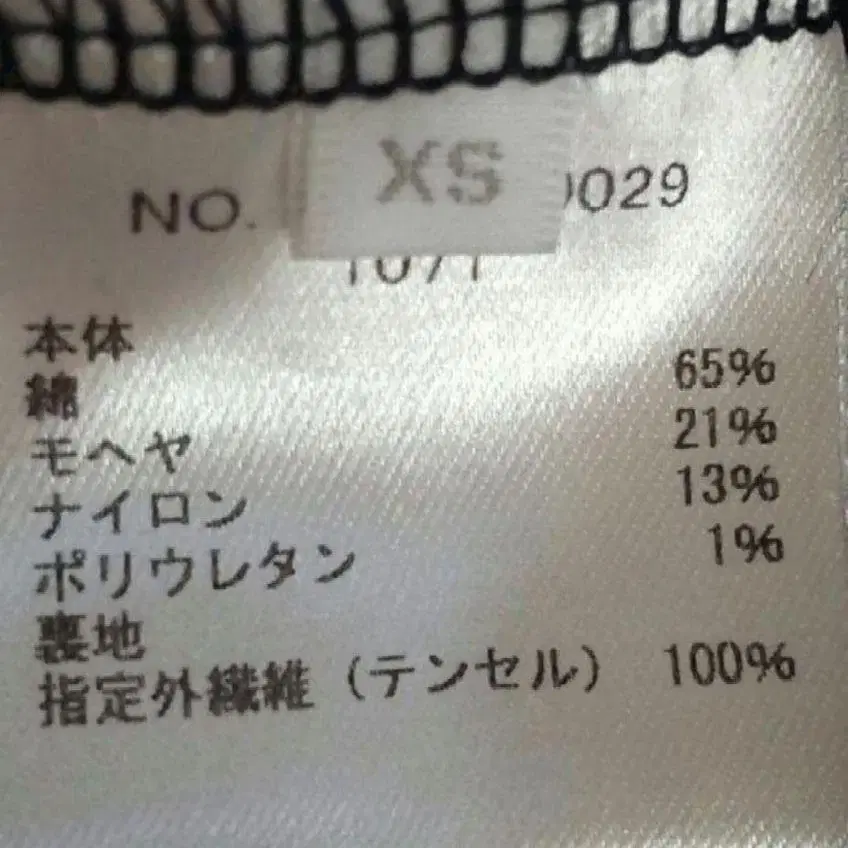 XS
NO. 029
本体
綿 65%
モヘヤ 21%
ナイロン 13%
ポリウレタン 1%
裏地
指定外繊維(テンセル) 100%